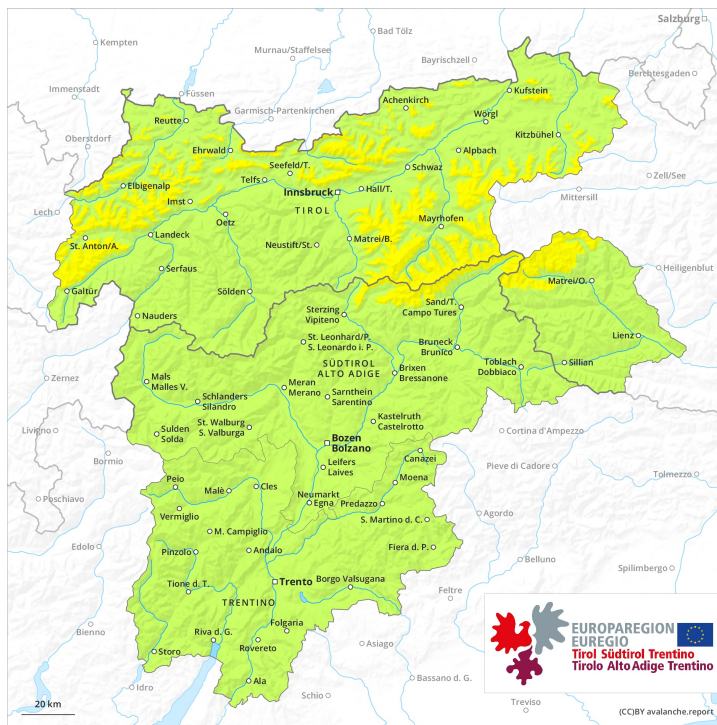 Salzburg
Kempten
Bad Tölz
Murnau/Staffelsee
Bayrischzell
Berchtesgaden
Immenstadt
Füssen
Garmisch-Partenkirchen
Achenkirch
Kufstein
Reutte
Wörgl
Oberstdorf
Ehrwald
Kitzbühel
Seefeld/T.
Alpbach
Schwaz
Telfs
Zell/See
Elbigenalp
Innsbruck
Hall/T.
Mittersill
Imst
TIROL
Lech
Oetz
Mayrhofen
St. Anton/A.
Landeck
Neustift/St.
Matrei/B.
Serfaus
Heiligenblut
Matrei/O.
Galtür
Sölden
Sand/T.
Campo Tures
Nauders
Sterzing
Vipiteno
Lienz
St. Leonhard/P.
S. Leonardo i. P.
Bruneck
Brunico
Toblach
Dobbiaco
Sillian
SÜDTIROL
ALTO ADIGE
Brixen
Bressanone
Zernez
Mals
Malles V.
Meran
Merano
Schlanders
Silandro
Sarnthein
Sarentino
Kastelruth
Castelrotto
St. Walburg
S. Valburga
Livigno
Sulden
Solda
Cortina d'Ampezzo
Bozen
Bolzano
Bormio
Canazei
Pieve di Cadore
Leifers
Laives
Tolmezzo
Peio
Moena
Poschiavo
Malè
Cles
Neumarkt
Egna
Predazzo
Vermiglio
Agordo
S. Martino d. C.
M. Campiglio
Edolo
Pinzolo
Andalo
Fiera d. P.
Belluno
Spilimbergo
Trento
Tione d. T.
Borgo Valsugana
Feltre
TRENTINO
Folgaria
Bienno
Riva d. G.
Rovereto
Asiago
Storo
Bassano d. G.
Ala
Idro
Schio
Treviso
EUROPAREGION
EUREGIO
Tirol Südtirol Trentino
Tirolo Alto Adige Trentino
20 km
(CC)BY avalanche.report